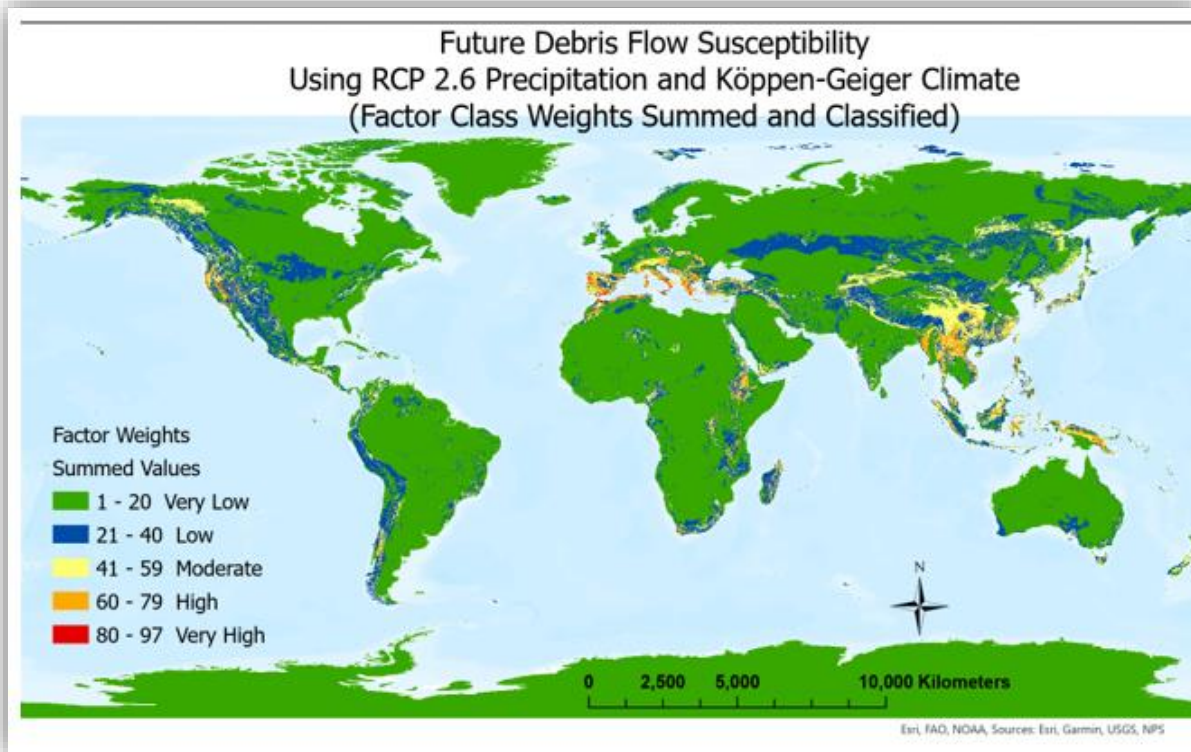 Future Debris Flow Susceptibility
Using RCP 2.6 Precipitation and Köppen-Geiger Climate
(Factor Class Weights Summed and Classified)
Factor Weights
Summed Values
1 - 20 Very Low
21 - 40 Low
41 - 59 Moderate
60 - 79 High
80 - 97 Very High
N
0 2,500 5,000 10,000 Kilometers
Esri, FAO, NOAA, Sources: Esri, Garmin, USGS, NPS